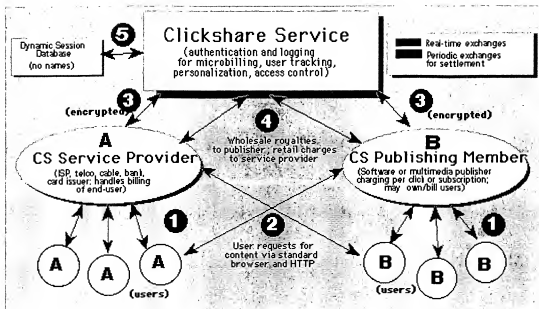 Clickshare Service
(authentication and logging
for microbilling, user tracking,
personalization, access control)
Dynamic Session
Database
(no names)
5
Real-time exchanges
Periodic exchanges
for settlement
3
(encrypted)
3
(encrypted)
4
Wholesale royalties
to publisher; retail charges
to service provider
A
CS Service Provider
(ISP, telco, cable, ban),
card issuer; handles billing
of end-user)
B
CS Publishing Member
(Software or multimedia publisher
charging per click or subscription;
may own/bill users)
1
2
1
User requests for
content via standard
browser and HTTP
A
A
A
(users)
B
B
B
(users)